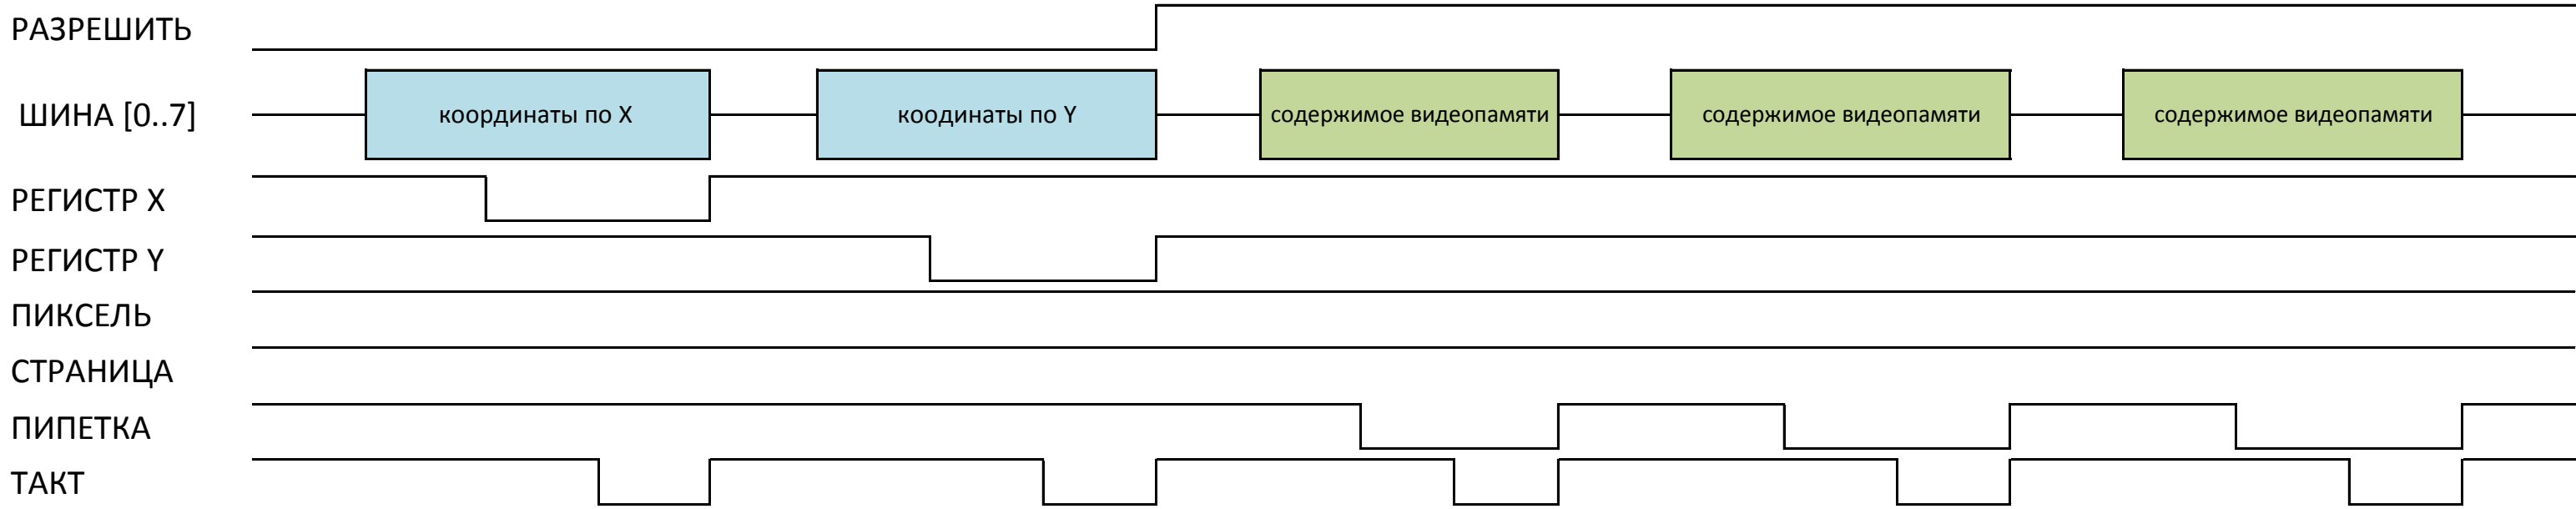 РАЗРЕШИТЬ
ШИНА [0..7]
координаты по X
коодинаты по Y
содержимое видеопамяти
содержимое видеопамяти
содержимое видеопамяти
РЕГИСТР X
РЕГИСТР Y
ПИКСЕЛЬ
СТРАНИЦА
ПИПЕТКА
ТАКТ